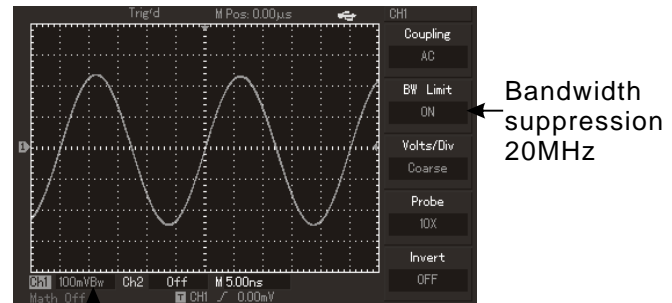 Trig'd M Pos: 0.00μs CH1
Coupling
AC
BW Limit
ON
Volts/Div
Coarse
Probe
10X
Invert
OFF
Bandwidth
suppression
20MHz
1
Ch1 100mVBw Ch2 Off M 5.00ns
Math Off T CH1 0.00mV